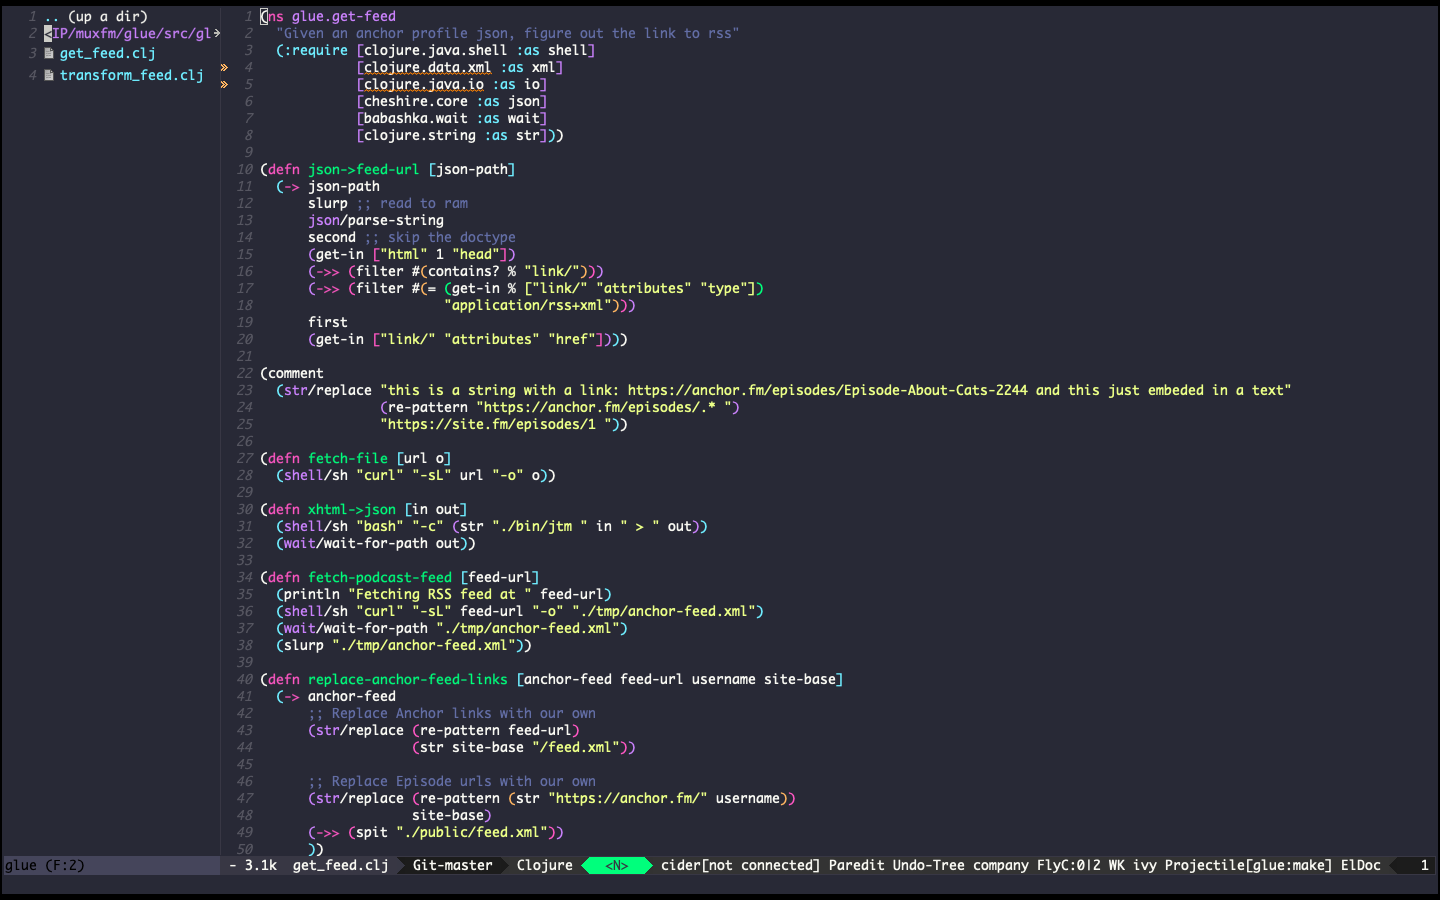 1 .. (up a dir)
2 <IP/muxfm/glue/src/gl
3 get_feed.clj
4 transform_feed.clj
glue (F:2)
1 (ns glue.get-feed
2   "Given an anchor profile json, figure out the link to rss"
3   (:require [clojure.java.shell :as shell]
4             [clojure.data.xml :as xml]
5             [clojure.java.io :as io]
6             [cheshire.core :as json]
7             [babashka.wait :as wait]
8             [clojure.string :as str]))
9
10 (defn json->feed-url [json-path]
11   (-> json-path
12       slurp ;; read to ram
13       json/parse-string
14       second ;; skip the doctype
15       (get-in ["html" 1 "head"])
16       (->> (filter #(contains? % "link/")))
17       (->> (filter #(= (get-in % ["link/" "attributes" "type"])
18                        "application/rss+xml")))
19       first
20       (get-in ["link/" "attributes" "href"])))
21
22 (comment
23   (str/replace "this is a string with a link: https://anchor.fm/episodes/Episode-About-Cats-2244 and this just embeded in a text"
24                (re-pattern "https://anchor.fm/episodes/.* ")
25                "https://site.fm/episodes/1 "))
26
27 (defn fetch-file [url o]
28   (shell/sh "curl" "-sL" url "-o" o))
29
30 (defn xhtml->json [in out]
31   (shell/sh "bash" "-c" (str "./bin/jtm " in " > " out))
32   (wait/wait-for-path out))
33
34 (defn fetch-podcast-feed [feed-url]
35   (println "Fetching RSS feed at " feed-url)
36   (shell/sh "curl" "-sL" feed-url "-o" "./tmp/anchor-feed.xml")
37   (wait/wait-for-path "./tmp/anchor-feed.xml")
38   (slurp "./tmp/anchor-feed.xml"))
39
40 (defn replace-anchor-feed-links [anchor-feed feed-url username site-base]
41   (-> anchor-feed
42       ;; Replace Anchor links with our own
43       (str/replace (re-pattern feed-url)
44                    (str site-base "/feed.xml"))
45
46       ;; Replace Episode urls with our own
47       (str/replace (re-pattern (str "https://anchor.fm/" username))
48                    site-base)
49       (->> (spit "./public/feed.xml"))
50       ))
- 3.1k get_feed.clj Git-master Clojure <N> cider[not connected] Paredit Undo-Tree company FlyC:0|2 WK ivy Projectile[glue:make] ElDoc 1